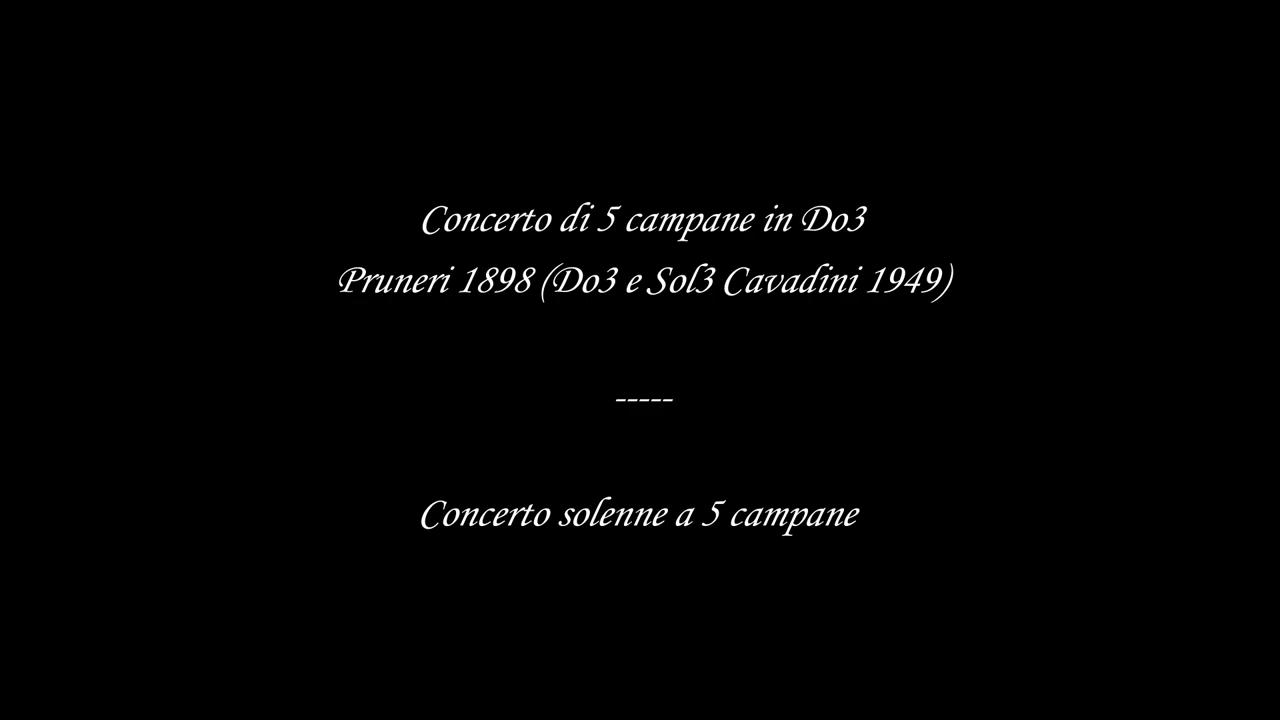 Concerto di 5 campane in Do3
Pruneri 1898 (Do3 e Sol3 Cavadini 1949)
-----
Concerto solenne a 5 campane